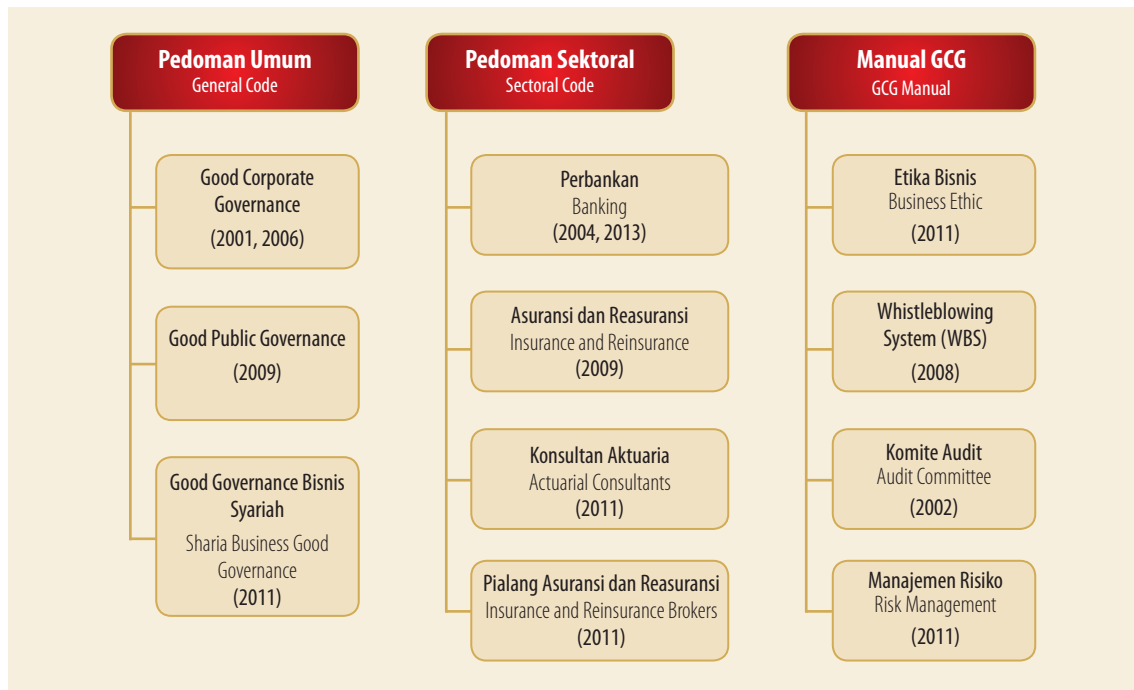 Pedoman Umum
General Code
Good Corporate
Governance
(2001, 2006)
Good Public Governance
(2009)
Good Governance Bisnis
Syariah
Sharia Business Good
Governance
(2011)
Pedoman Sektoral
Sectoral Code
Perbankan
Banking
(2004, 2013)
Asuransi dan Reasuransi
Insurance and Reinsurance
(2009)
Konsultan Aktuaria
Actuarial Consultants
(2011)
Pialang Asuransi dan Reasuransi
Insurance and Reinsurance Brokers
(2011)
Manual GCG
GCG Manual
Etika Bisnis
Business Ethic
(2011)
Whistleblowing
System (WBS)
(2008)
Komite Audit
Audit Committee
(2002)
Manajemen Risiko
Risk Management
(2011)